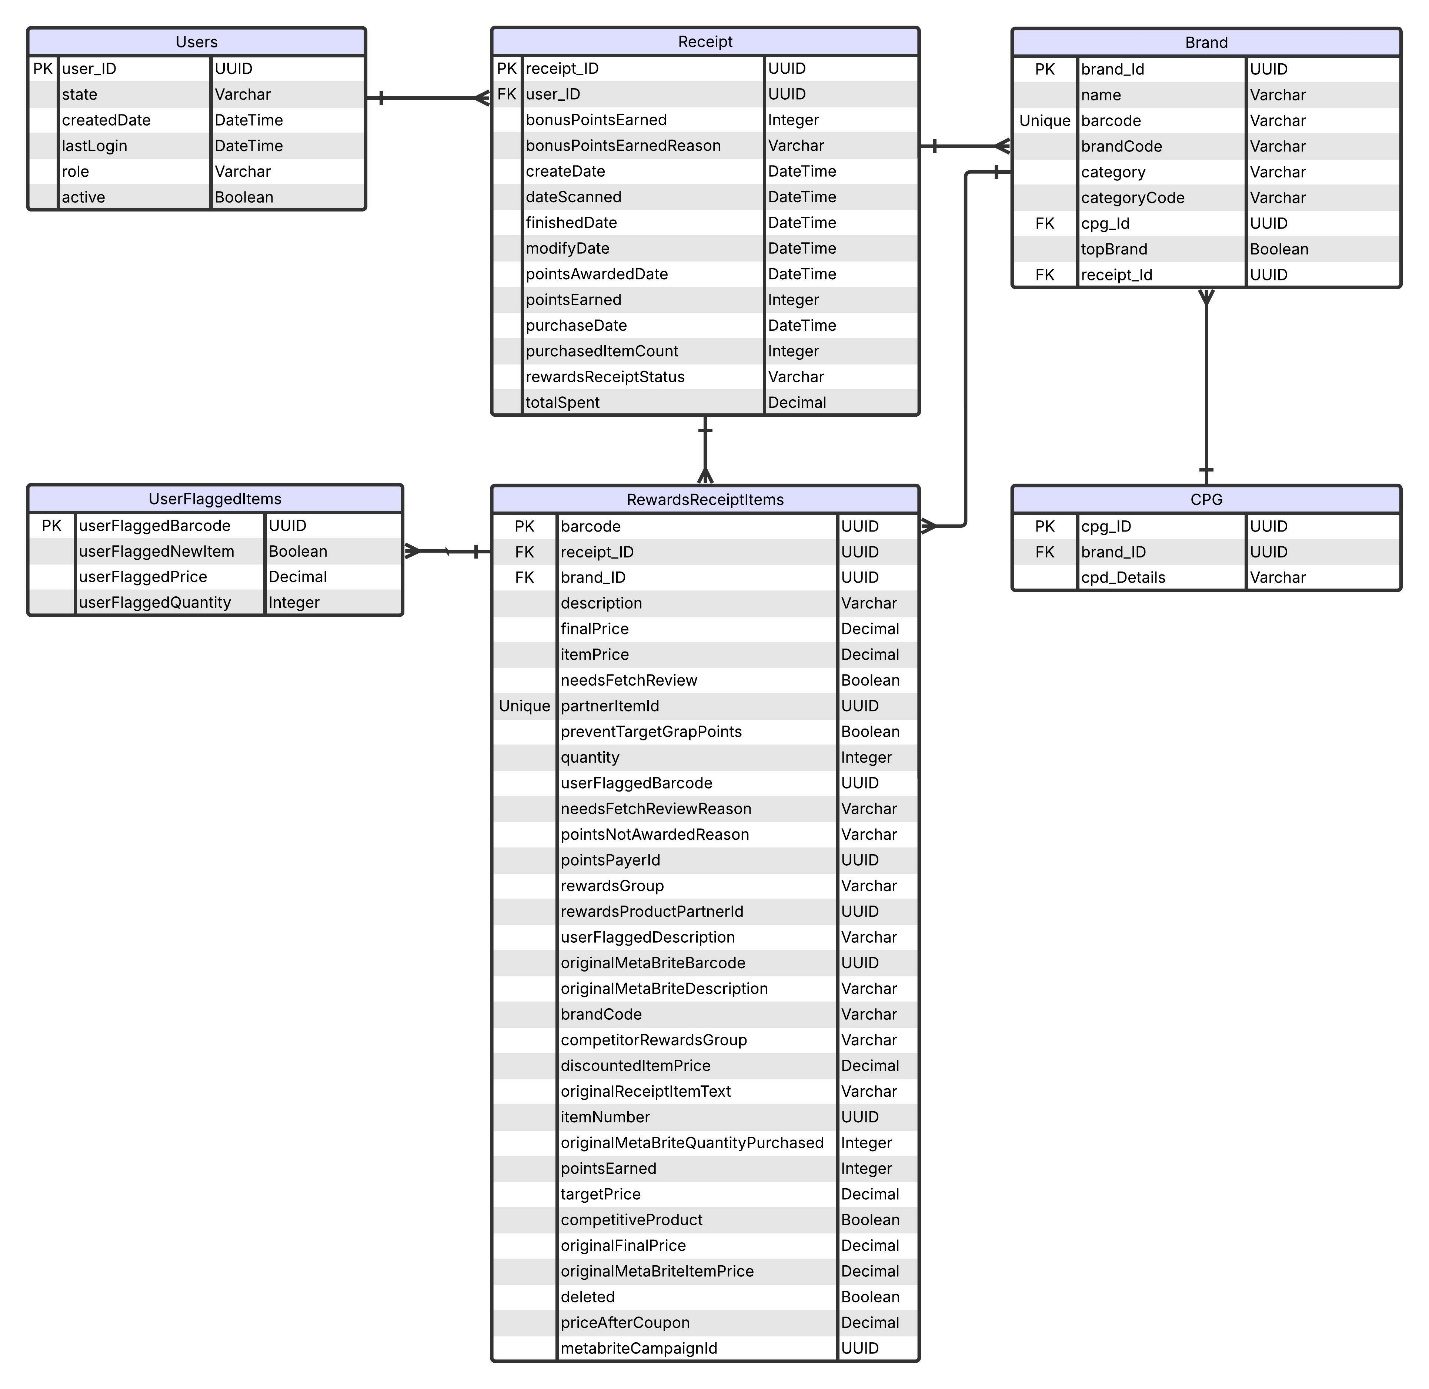 Users
PK user_ID UUID
state Varchar
createdDate DateTime
lastLogin DateTime
role Varchar
active Boolean
Receipt
PK receipt_ID UUID
FK user_ID UUID
bonusPointsEarned Integer
bonusPointsEarnedReason Varchar
createDate DateTime
dateScanned DateTime
finishedDate DateTime
modifyDate DateTime
pointsAwardedDate DateTime
pointsEarned Integer
purchaseDate DateTime
purchasedItemCount Integer
rewardsReceiptStatus Varchar
totalSpent Decimal
Brand
PK brand_Id UUID
name Varchar
Unique barcode Varchar
brandCode Varchar
category Varchar
categoryCode Varchar
FK cpg_Id UUID
topBrand Boolean
FK receipt_Id UUID
UserFlaggedItems
PK userFlaggedBarcode UUID
userFlaggedNewItem Boolean
userFlaggedPrice Decimal
userFlaggedQuantity Integer
RewardsReceiptItems
PK barcode UUID
FK receipt_ID UUID
FK brand_ID UUID
description Varchar
finalPrice Decimal
itemPrice Decimal
needsFetchReview Boolean
Unique partnerItemId UUID
preventTargetGrapPoints Boolean
quantity Integer
userFlaggedBarcode UUID
needsFetchReviewReason Varchar
pointsNotAwardedReason Varchar
pointsPayerId UUID
rewardsGroup Varchar
rewardsProductPartnerId UUID
userFlaggedDescription Varchar
originalMetaBriteBarcode UUID
originalMetaBriteDescription Varchar
brandCode Varchar
competitorRewardsGroup Varchar
discountedItemPrice Decimal
originalReceiptItemText Varchar
itemNumber UUID
originalMetaBriteQuantityPurchased Integer
pointsEarned Integer
targetPrice Decimal
competitiveProduct Boolean
originalFinalPrice Decimal
originalMetaBriteItemPrice Decimal
deleted Boolean
priceAfterCoupon Decimal
metabriteCampaignId UUID
CPG
PK cpg_ID UUID
FK brand_ID UUID
cpd_Details Varchar